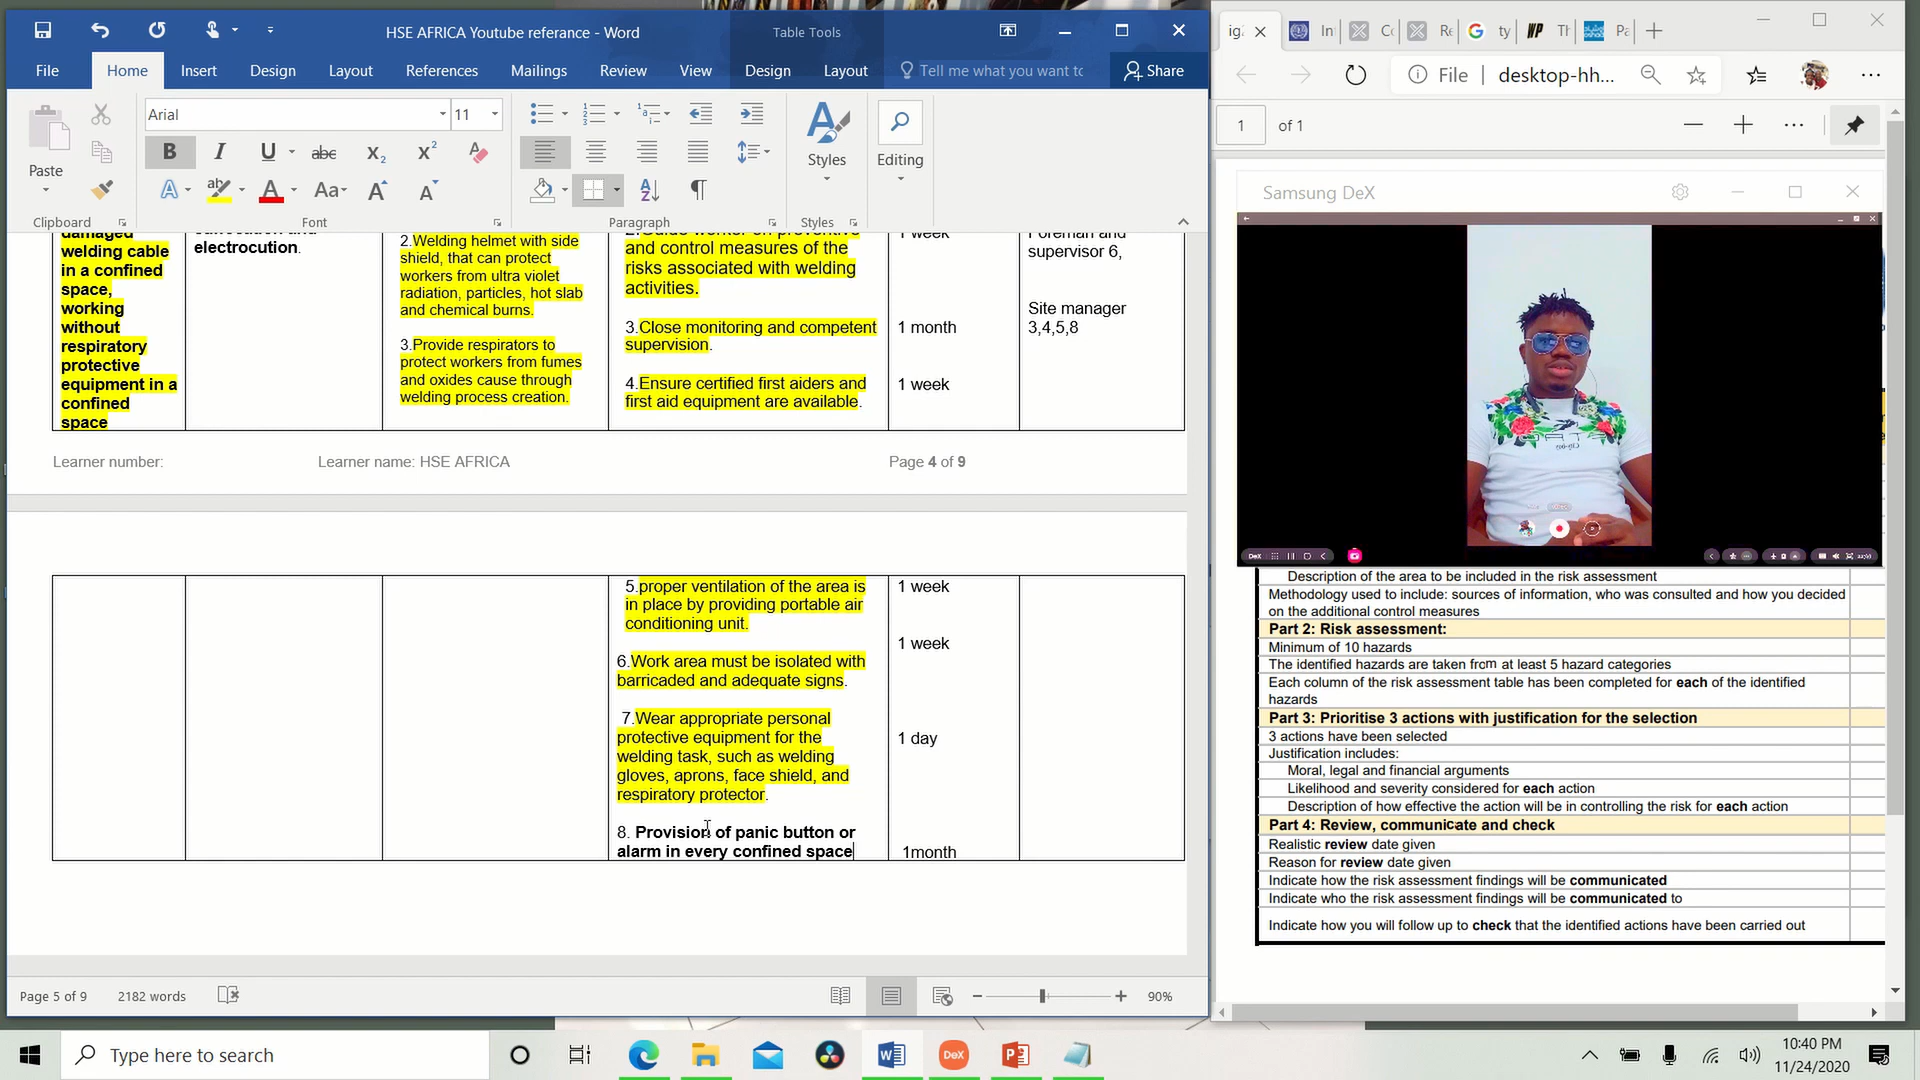 HSE AFRICA Youtube referance - Word
Table Tools
File
Home
Insert
Design
Layout
References
Mailings
Review
View
Design
Layout
Tell me what you want to
Share
Paste
Clipboard
Arial
11
Font
Paragraph
Styles
Styles
Editing
damaged
welding cable
in a confined
space,
working
without
respiratory
protective
equipment in a
confined
space
electrocution.
2.Welding helmet with side
shield, that can protect
workers from ultra violet
radiation, particles, hot slab
and chemical burns.
3.Provide respirators to
protect workers from fumes
and oxides cause through
welding process creation.
and control measures of the
risks associated with welding
activities.
3.Close monitoring and competent
supervision.
4.Ensure certified first aiders and
first aid equipment are available.
1 week
1 month
1 week
Foreman and
supervisor 6,
Site manager
3,4,5,8
Learner number:
Learner name: HSE AFRICA
Page 4 of 9
5.proper ventilation of the area is
in place by providing portable air
conditioning unit.
6.Work area must be isolated with
barricaded and adequate signs.
7.Wear appropriate personal
protective equipment for the
welding task, such as welding
gloves, aprons, face shield, and
respiratory protector.
8. Provision of panic button or
alarm in every confined space
1 week
1 week
1 day
1month
Page 5 of 9
2182 words
90%
ig
In
Co
Re
ty
WP
Th
Pa
File
desktop-hh...
1
of 1
Samsung DeX
DeX
Description of the area to be included in the risk assessment
Methodology used to include: sources of information, who was consulted and how you decided
on the additional control measures
Part 2: Risk assessment:
Minimum of 10 hazards
The identified hazards are taken from at least 5 hazard categories
Each column of the risk assessment table has been completed for each of the identified
hazards
Part 3: Prioritise 3 actions with justification for the selection
3 actions have been selected
Justification includes:
Moral, legal and financial arguments
Likelihood and severity considered for each action
Description of how effective the action will be in controlling the risk for each action
Part 4: Review, communicate and check
Realistic review date given
Reason for review date given
Indicate how the risk assessment findings will be communicated
Indicate who the risk assessment findings will be communicated to
Indicate how you will follow up to check that the identified actions have been carried out
Type here to search
DeX
10:40 PM
11/24/2020